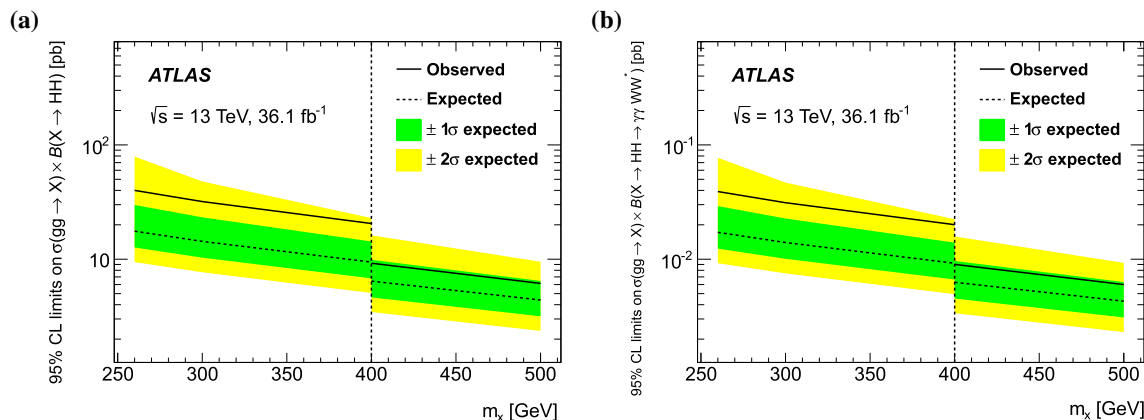 (a)
95% CL limits on σ(gg → X) × B(X → HH) [pb]
10²
10
ATLAS
√s = 13 TeV, 36.1 fb⁻¹
Observed
Expected
± 1σ expected
± 2σ expected
250 300 350 400 450 500
mₓ [GeV]
(b)
95% CL limits on σ(gg → X) × B(X → HH → γγ WW*) [pb]
10⁻¹
10⁻²
ATLAS
√s = 13 TeV, 36.1 fb⁻¹
Observed
Expected
± 1σ expected
± 2σ expected
250 300 350 400 450 500
mₓ [GeV]